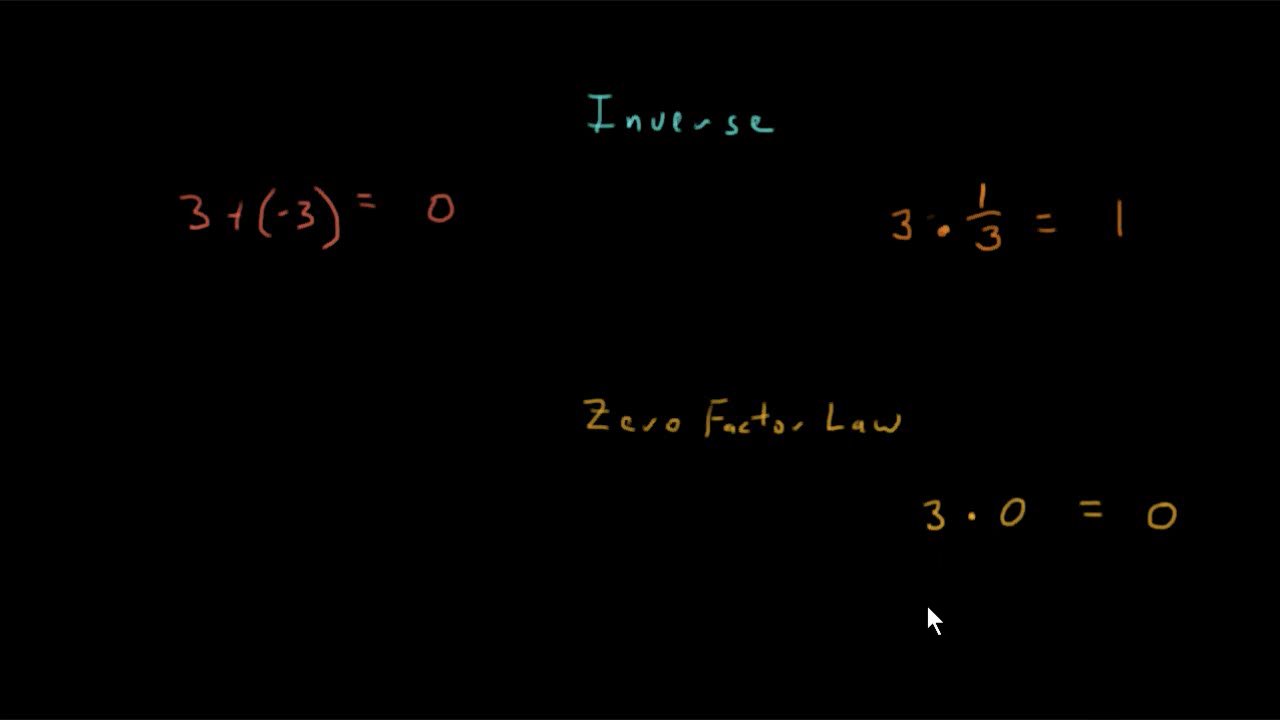 Inverse
3 + (-3) = 0
3 · 1/3 = 1
Zero Factor Law
3 · 0 = 0